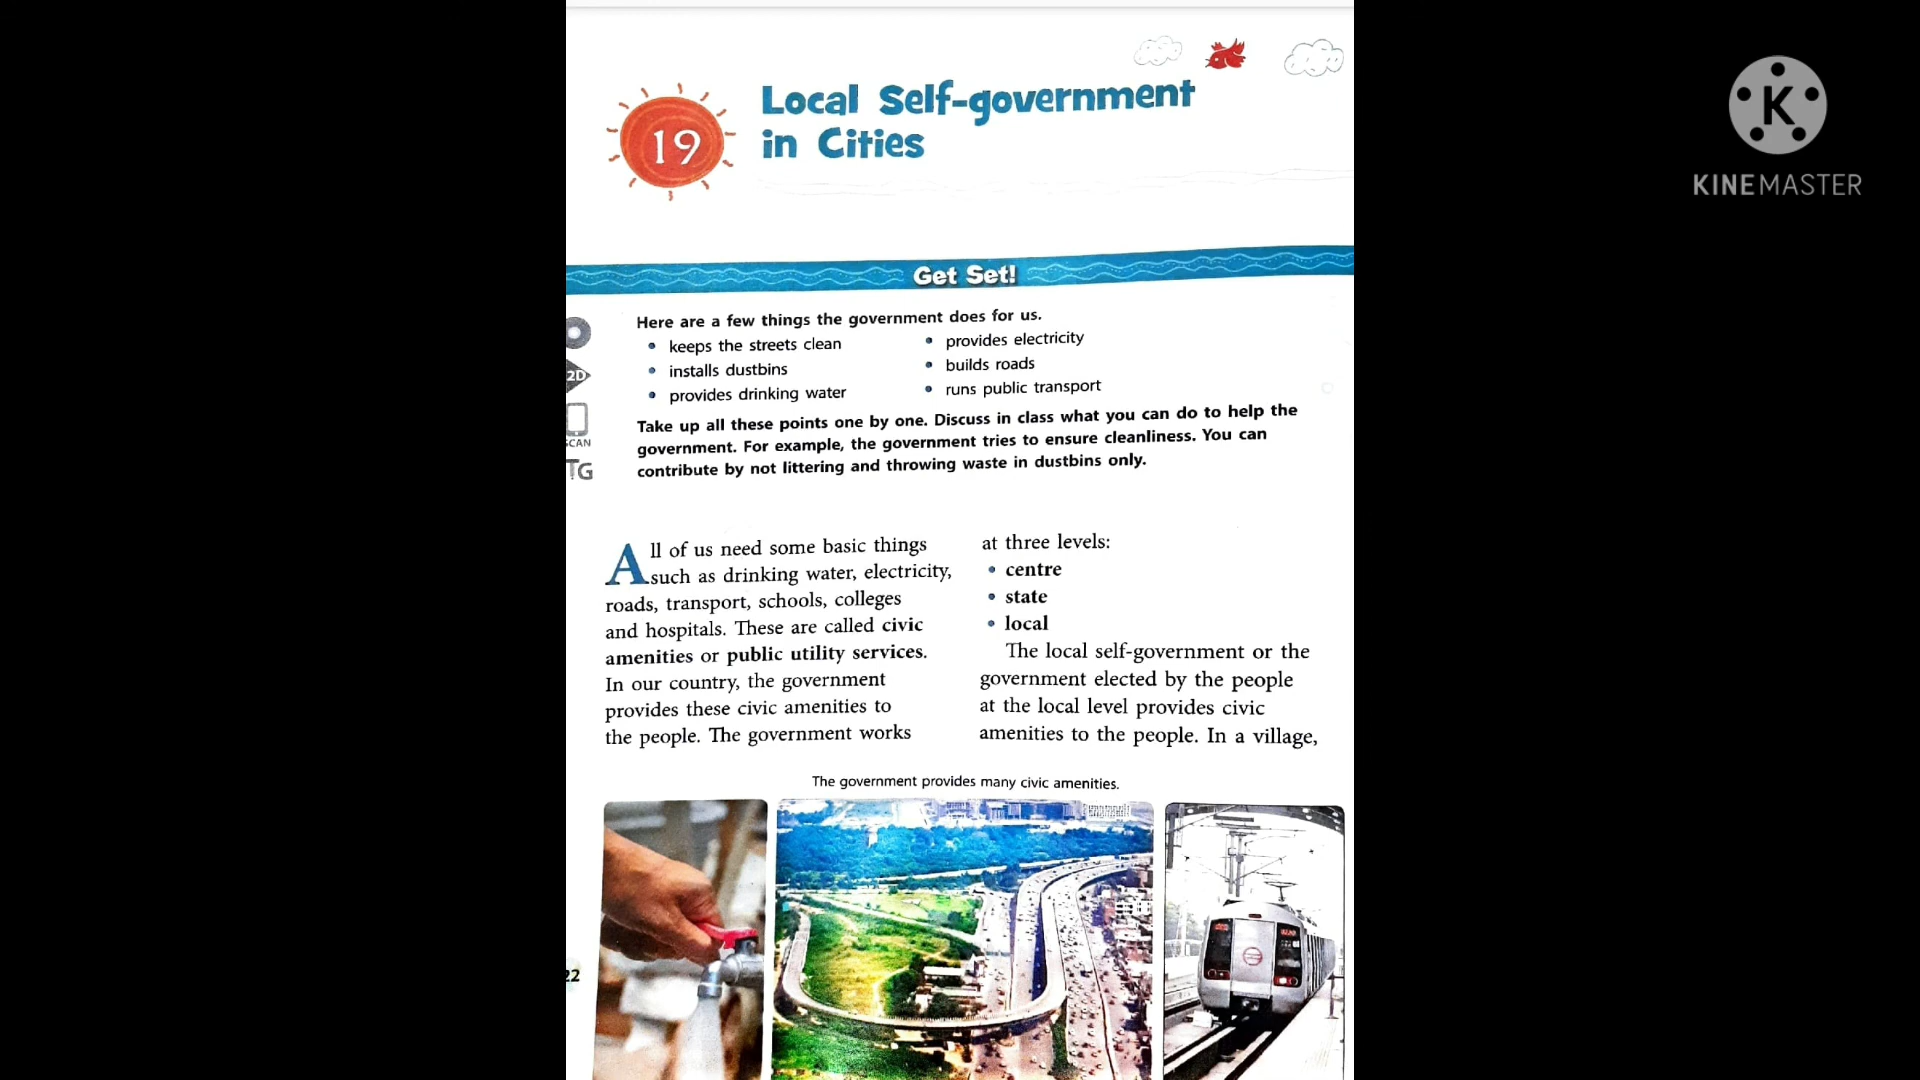 Local Self-government
in Cities
19
KINEMASTER
Get Set!
Here are a few things the government does for us.
• keeps the streets clean
• installs dustbins
• provides drinking water
• provides electricity
• builds roads
• runs public transport
Take up all these points one by one. Discuss in class what you can do to help the
government. For example, the government tries to ensure cleanliness. You can
contribute by not littering and throwing waste in dustbins only.
2D
SCAN
TG
All of us need some basic things
such as drinking water, electricity,
roads, transport, schools, colleges
and hospitals. These are called civic
amenities or public utility services.
In our country, the government
provides these civic amenities to
the people. The government works
at three levels:
• centre
• state
• local
The local self-government or the
government elected by the people
at the local level provides civic
amenities to the people. In a village,
The government provides many civic amenities.
22